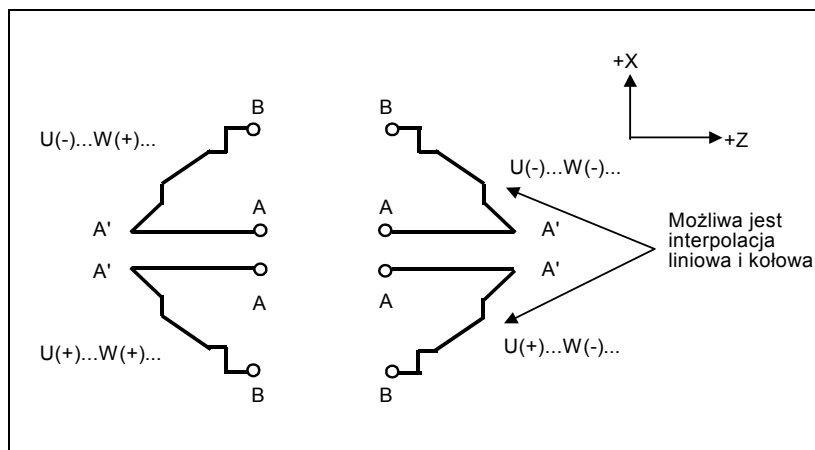 +X
B
B
U(-)...W(+)...
+Z
U(-)...W(-)...
A
A
A'
A'
Możliwa jest
interpolacja
liniowa i kołowa
A'
A'
A
A
U(+)...W(+)...
U(+)...W(-)...
B
B